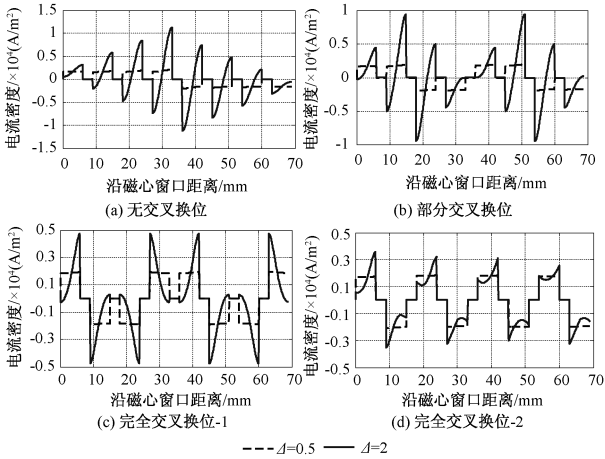 电流密度/×10⁴(A/m²)
1.5
1
0.5
0
-0.5
-1
-1.5
0 10 20 30 40 50 60 70
沿磁心窗口距离/mm
(a) 无交叉换位
电流密度/×10⁴(A/m²)
1
0.5
0
-0.5
-1
0 10 20 30 40 50 60 70
沿磁心窗口距离/mm
(b) 部分交叉换位
电流密度/×10⁴(A/m²)
0.5
0.3
0.1
-0.1
-0.3
-0.5
0 10 20 30 40 50 60 70
沿磁心窗口距离/mm
(c) 完全交叉换位-1
电流密度/×10⁴(A/m²)
0.5
0.3
0.1
-0.1
-0.3
-0.5
0 10 20 30 40 50 60 70
沿磁心窗口距离/mm
(d) 完全交叉换位-2
Δ=0.5 Δ=2